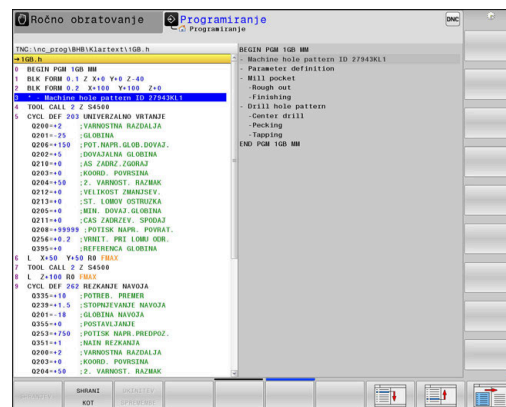 Ročno obratovanje
Programiranje
Programiranje
DNC
TNC:\nc_prog\BHB\Klartext\1GB.h
→1GB.h
0 BEGIN PGM 1GB MM
1 BLK FORM 0.1 Z X+0 Y+0 Z-40
2 BLK FORM 0.2 X+100 Y+100 Z+0
3 * - Machine hole pattern ID 27943KL1
4 TOOL CALL 2 Z S4500
5 CYCL DEF 203 UNIVERZALNO VRTANJE
Q200=+2 ;VARNOSTNA RAZDALJA
Q201=-25 ;GLOBINA
Q206=+150 ;POT.NAPR.GLOB.DOVAJ.
Q202=+5 ;DOVAJALNA GLOBINA
Q210=+0 ;AS ZADRZ.ZGORAJ
Q203=+0 ;KOORD. POVRSINA
Q204=+50 ;2. VARNOST. RAZMAK
Q212=+0 ;VELIKOST ZMANJSEV.
Q213=+0 ;ST. LOMOV OSTRUZKA
Q205=+0 ;MIN. DOVAJ.GLOBINA
Q211=+0 ;CAS ZADRZEV. SPODAJ
Q208=+99999 ;POTISK NAPR. POVRAT.
Q256=+0.2 ;VRNIT. PRI LOMU ODR.
Q395=+0 ;REFERENCA GLOBINA
6 L X+50 Y+50 R0 FMAX
7 TOOL CALL 2 Z S4500
8 L Z+100 R0 FMAX
9 CYCL DEF 262 REZKANJE NAVOJA
Q335=+10 ;POTREB. PREMER
Q239=+1.5 ;STOPNJEVANJE NAVOJA
Q201=-18 ;GLOBINA NAVOJA
Q355=+0 ;POSTAVLJANJE
Q253=+750 ;POTISK NAPR.PREDPOZ.
Q351=+1 ;NAIN REZKANJA
Q200=+2 ;VARNOSTNA RAZDALJA
Q203=+0 ;KOORD. POVRSINA
Q204=+50 ;2. VARNOST. RAZMAK
BEGIN PGM 1GB MM
- Machine hole pattern ID 27943KL1
- Parameter definition
- Mill pocket
-Rough out
-Finishing
- Drill hole pattern
-Center drill
-Pecking
-Tapping
END PGM 1GB MM
SHRANI
KOT